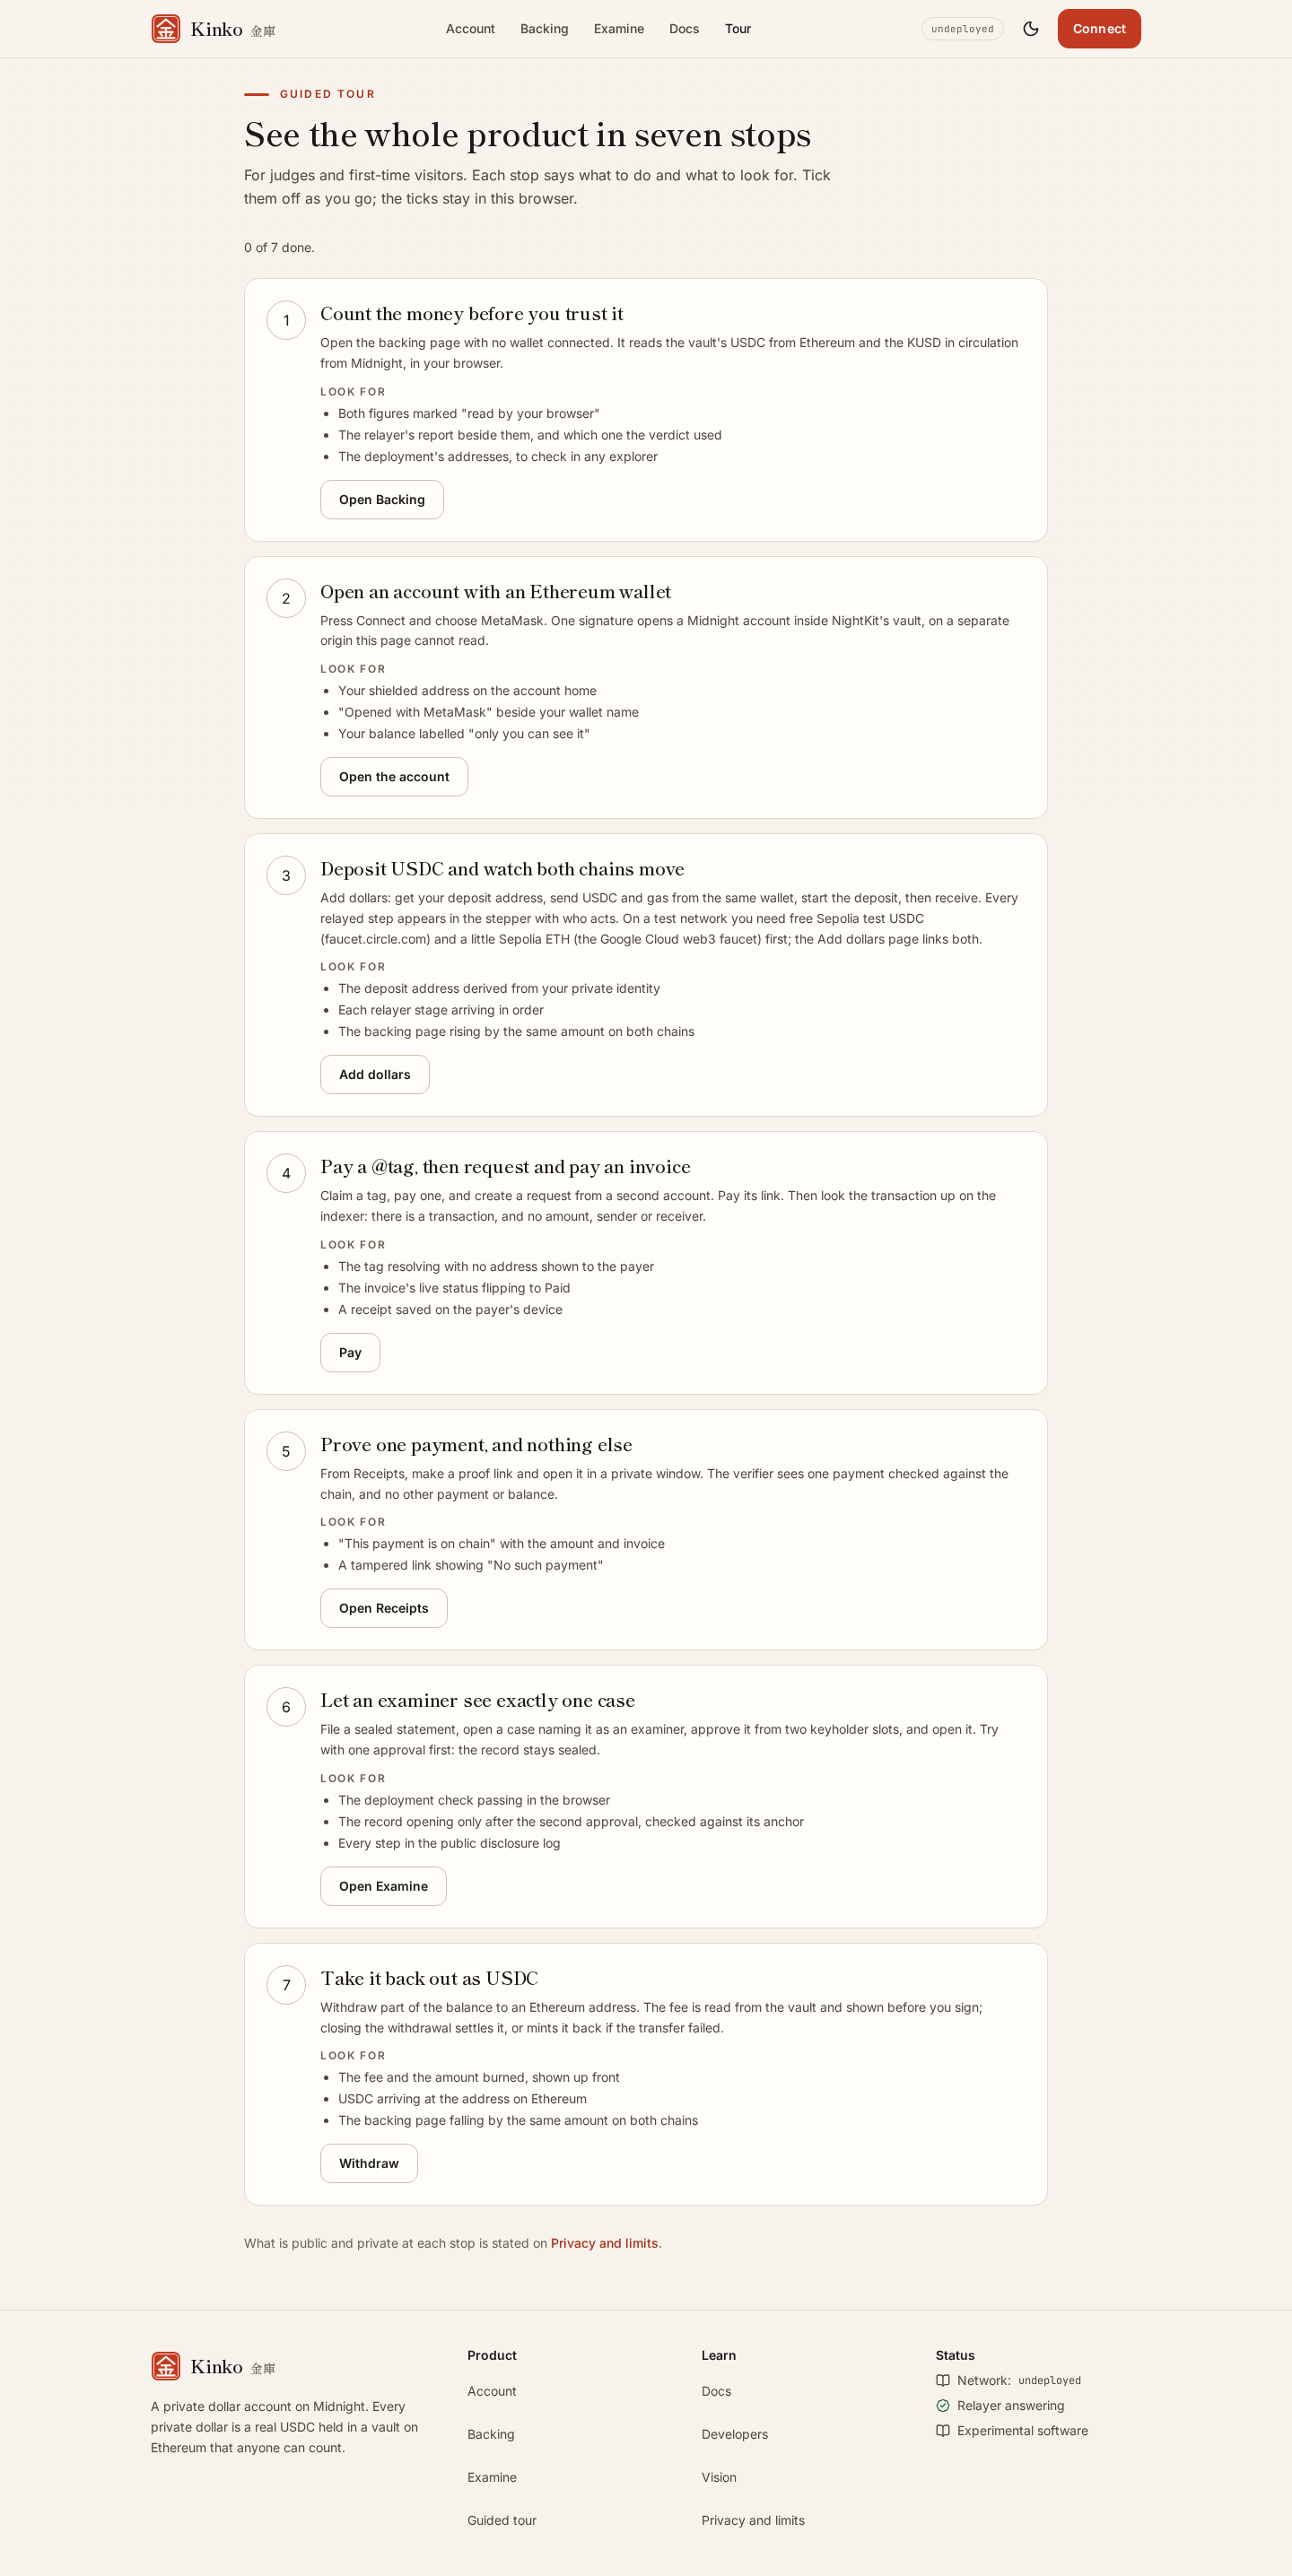 金 Kinko 金庫
Account Backing Examine Docs Tour
undeployed
Connect
GUIDED TOUR
See the whole product in seven stops
For judges and first-time visitors. Each stop says what to do and what to look for. Tick
them off as you go; the ticks stay in this browser.
0 of 7 done.
1
Count the money before you trust it
Open the backing page with no wallet connected. It reads the vault's USDC from Ethereum and the KUSD in circulation
from Midnight, in your browser.
LOOK FOR
• Both figures marked "read by your browser"
• The relayer's report beside them, and which one the verdict used
• The deployment's addresses, to check in any explorer
Open Backing
2
Open an account with an Ethereum wallet
Press Connect and choose MetaMask. One signature opens a Midnight account inside NightKit's vault, on a separate
origin this page cannot read.
LOOK FOR
• Your shielded address on the account home
• "Opened with MetaMask" beside your wallet name
• Your balance labelled "only you can see it"
Open the account
3
Deposit USDC and watch both chains move
Add dollars: get your deposit address, send USDC and gas from the same wallet, start the deposit, then receive. Every
relayed step appears in the stepper with who acts. On a test network you need free Sepolia test USDC
(faucet.circle.com) and a little Sepolia ETH (the Google Cloud web3 faucet) first; the Add dollars page links both.
LOOK FOR
• The deposit address derived from your private identity
• Each relayer stage arriving in order
• The backing page rising by the same amount on both chains
Add dollars
4
Pay a @tag, then request and pay an invoice
Claim a tag, pay one, and create a request from a second account. Pay its link. Then look the transaction up on the
indexer: there is a transaction, and no amount, sender or receiver.
LOOK FOR
• The tag resolving with no address shown to the payer
• The invoice's live status flipping to Paid
• A receipt saved on the payer's device
Pay
5
Prove one payment, and nothing else
From Receipts, make a proof link and open it in a private window. The verifier sees one payment checked against the
chain, and no other payment or balance.
LOOK FOR
• "This payment is on chain" with the amount and invoice
• A tampered link showing "No such payment"
Open Receipts
6
Let an examiner see exactly one case
File a sealed statement, open a case naming it as an examiner, approve it from two keyholder slots, and open it. Try
with one approval first: the record stays sealed.
LOOK FOR
• The deployment check passing in the browser
• The record opening only after the second approval, checked against its anchor
• Every step in the public disclosure log
Open Examine
7
Take it back out as USDC
Withdraw part of the balance to an Ethereum address. The fee is read from the vault and shown before you sign;
closing the withdrawal settles it, or mints it back if the transfer failed.
LOOK FOR
• The fee and the amount burned, shown up front
• USDC arriving at the address on Ethereum
• The backing page falling by the same amount on both chains
Withdraw
What is public and private at each stop is stated on Privacy and limits.
金 Kinko 金庫
A private dollar account on Midnight. Every
private dollar is a real USDC held in a vault on
Ethereum that anyone can count.
Product
Account
Backing
Examine
Guided tour
Learn
Docs
Developers
Vision
Privacy and limits
Status
Network: undeployed
Relayer answering
Experimental software